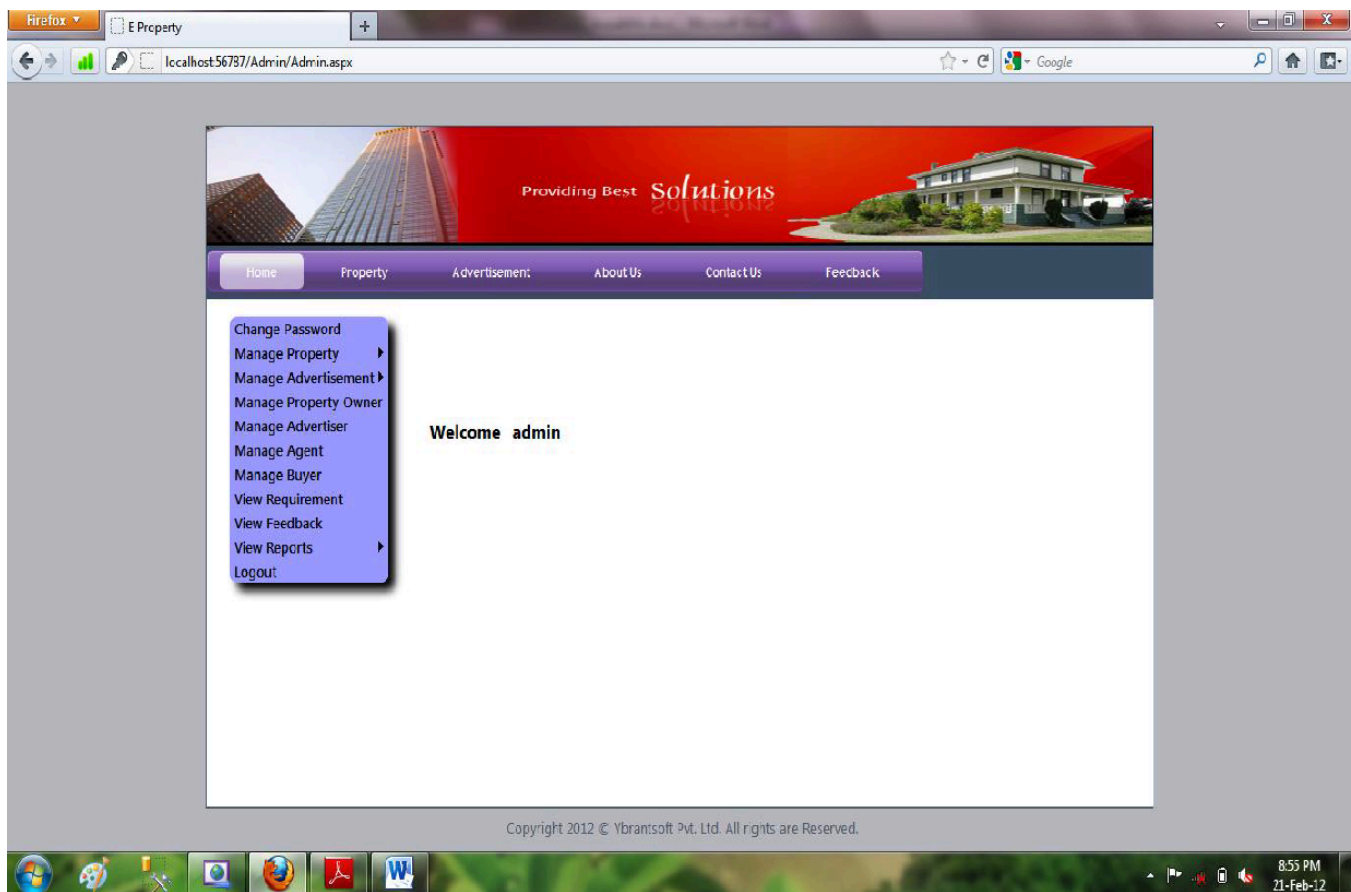 Firefox
E Property
localhost:56787/Admin/Admin.aspx
Google
Providing Best Solutions
Home Property Advertisement About Us Contact Us Feedback
Change Password
Manage Property
Manage Advertisement
Manage Property Owner
Manage Advertiser
Manage Agent
Manage Buyer
View Requirement
View Feedback
View Reports
Logout
Welcome admin
Copyright 2012 © Ybrantsoft Pvt. Ltd. All rights are Reserved.
8:55 PM
21-Feb-12